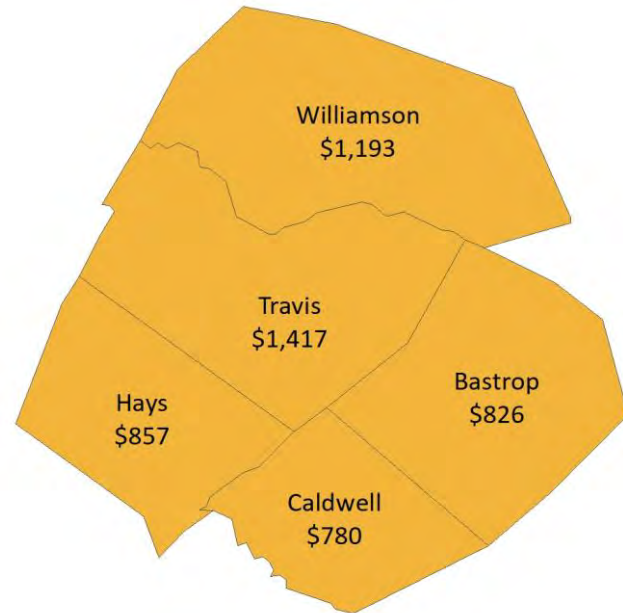 Williamson
$1,193
Travis
$1,417
Bastrop
$826
Hays
$857
Caldwell
$780